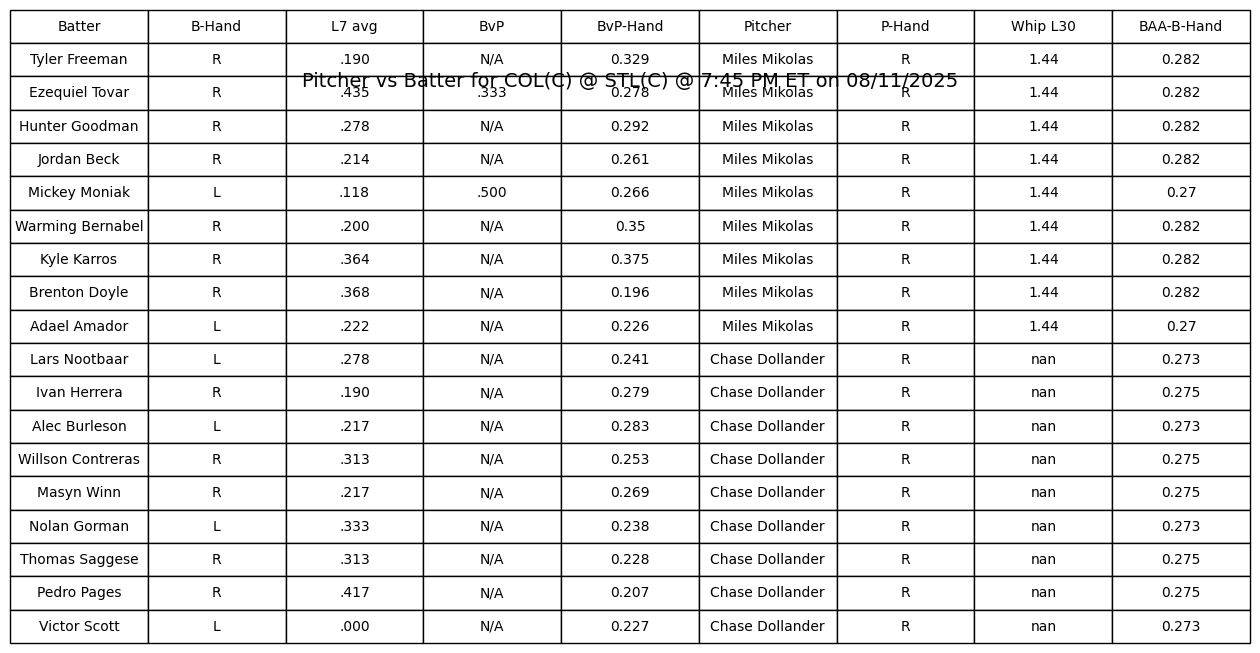 Batter B-Hand L7 avg BvP BvP-Hand Pitcher P-Hand Whip L30 BAA-B-Hand
Tyler Freeman R .190 N/A 0.329 Miles Mikolas R 1.44 0.282
Pitcher vs Batter for COL(C) @ STL(C) @ 7:45 PM ET on 08/11/2025
Ezequiel Tovar R .435 .333 0.278 Miles Mikolas R 1.44 0.282
Hunter Goodman R .278 N/A 0.292 Miles Mikolas R 1.44 0.282
Jordan Beck R .214 N/A 0.261 Miles Mikolas R 1.44 0.282
Mickey Moniak L .118 .500 0.266 Miles Mikolas R 1.44 0.27
Warming Bernabel R .200 N/A 0.35 Miles Mikolas R 1.44 0.282
Kyle Karros R .364 N/A 0.375 Miles Mikolas R 1.44 0.282
Brenton Doyle R .368 N/A 0.196 Miles Mikolas R 1.44 0.282
Adael Amador L .222 N/A 0.226 Miles Mikolas R 1.44 0.27
Lars Nootbaar L .278 N/A 0.241 Chase Dollander R nan 0.273
Ivan Herrera R .190 N/A 0.279 Chase Dollander R nan 0.275
Alec Burleson L .217 N/A 0.283 Chase Dollander R nan 0.273
Willson Contreras R .313 N/A 0.253 Chase Dollander R nan 0.275
Masyn Winn R .217 N/A 0.269 Chase Dollander R nan 0.275
Nolan Gorman L .333 N/A 0.238 Chase Dollander R nan 0.273
Thomas Saggese R .313 N/A 0.228 Chase Dollander R nan 0.275
Pedro Pages R .417 N/A 0.207 Chase Dollander R nan 0.275
Victor Scott L .000 N/A 0.227 Chase Dollander R nan 0.273